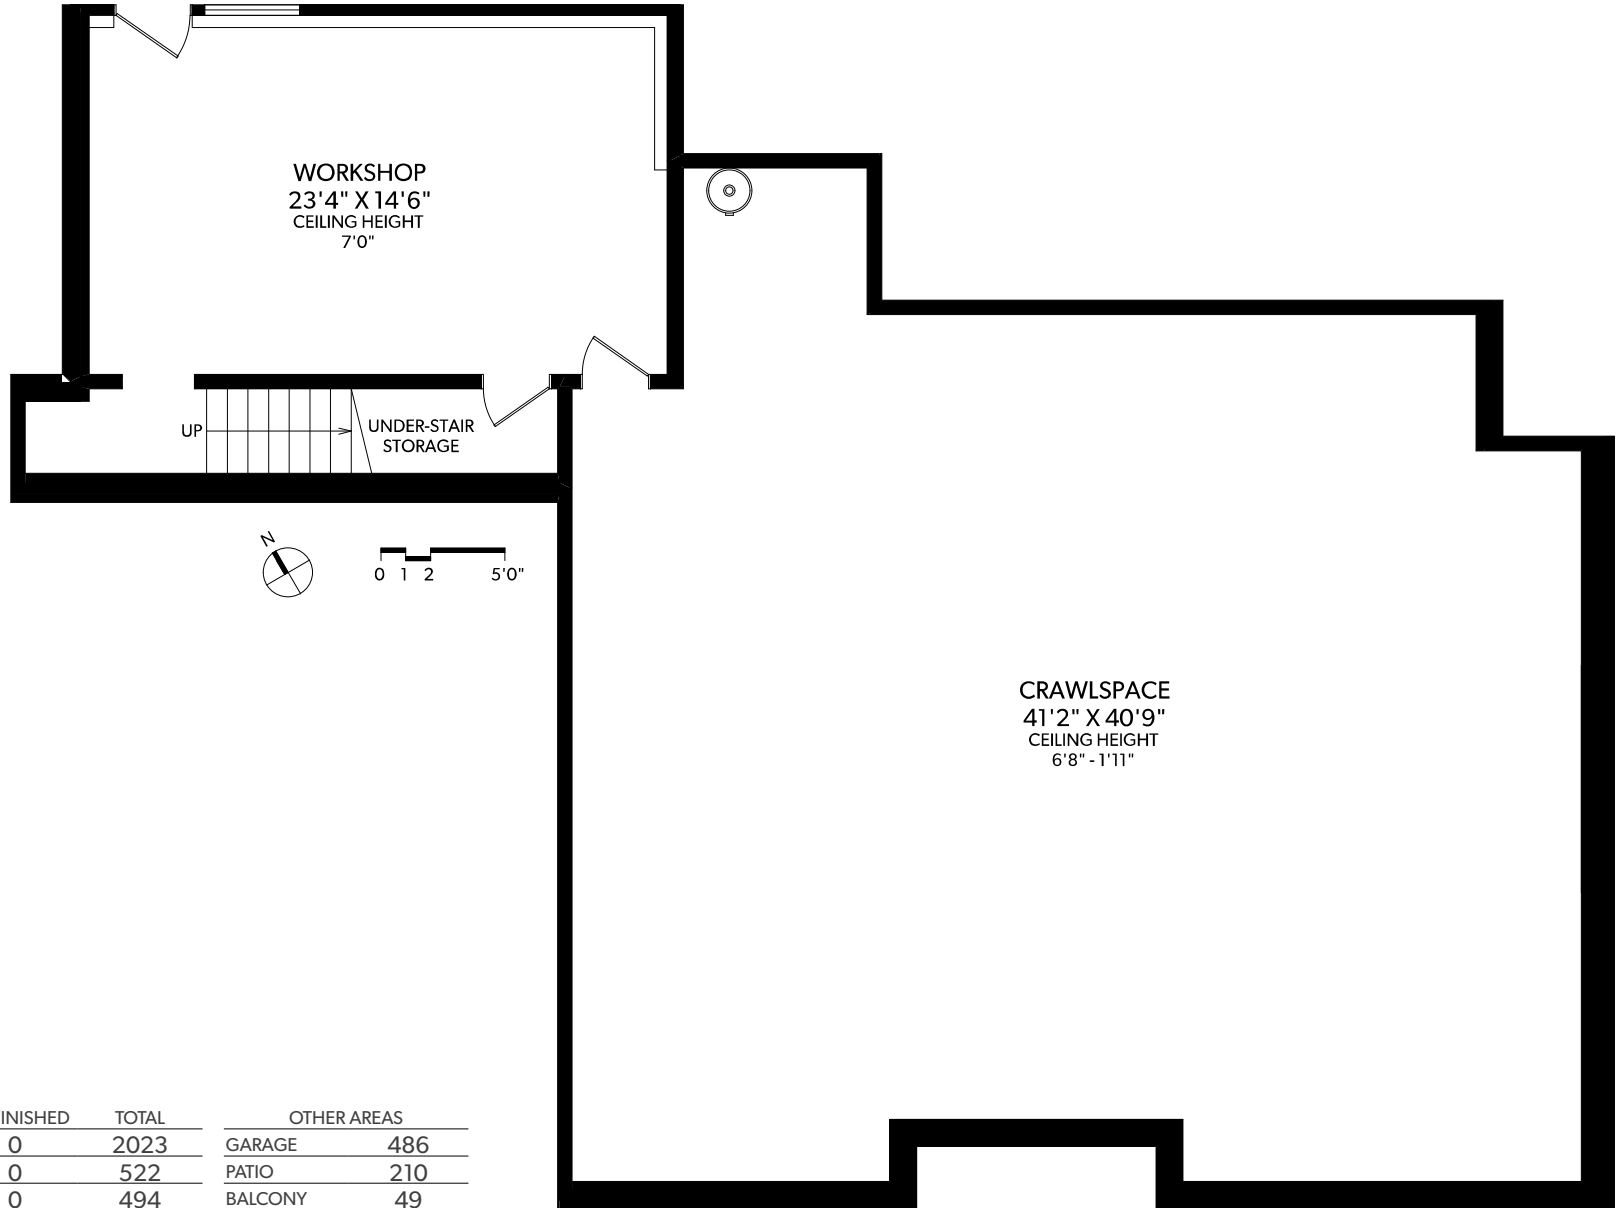 WORKSHOP
23'4" X 14'6"
CEILING HEIGHT
7'0"
UP
UNDER-STAIR
STORAGE
N
0 1 2 5'0"
CRAWLSPACE
41'2" X 40'9"
CEILING HEIGHT
6'8" - 1'11"
INISHED TOTAL OTHER AREAS
0 2023 GARAGE 486
0 522 PATIO 210
0 494 BALCONY 49